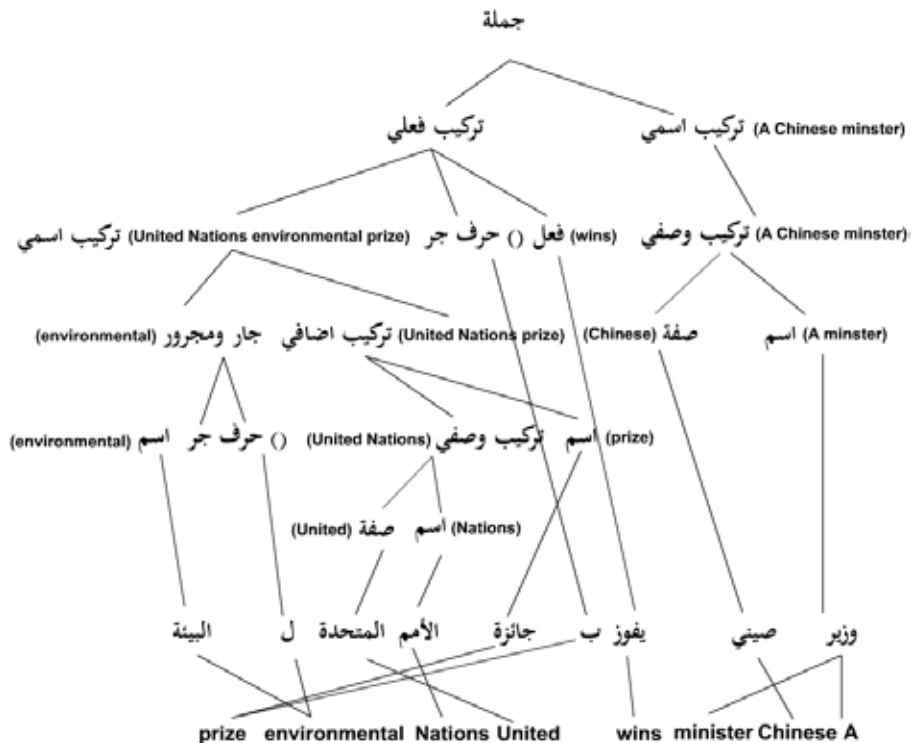 جملة
تركيب اسمي (A Chinese minster) تركيب فعلي
تركيب وصفي (A Chinese minster) فعل (wins) حرف جر () تركيب اسمي (United Nations environmental prize)
اسم (A minster) صفة (Chinese) تركيب اضافي (United Nations prize) جار ومجرور (environmental)
اسم (prize) تركيب وصفي (United Nations) حرف جر () اسم (environmental)
اسم (Nations) صفة (United)
وزير صيني يفوز ب جائزة الأمم المتحدة ل البيئة
prize environmental Nations United wins minister Chinese A